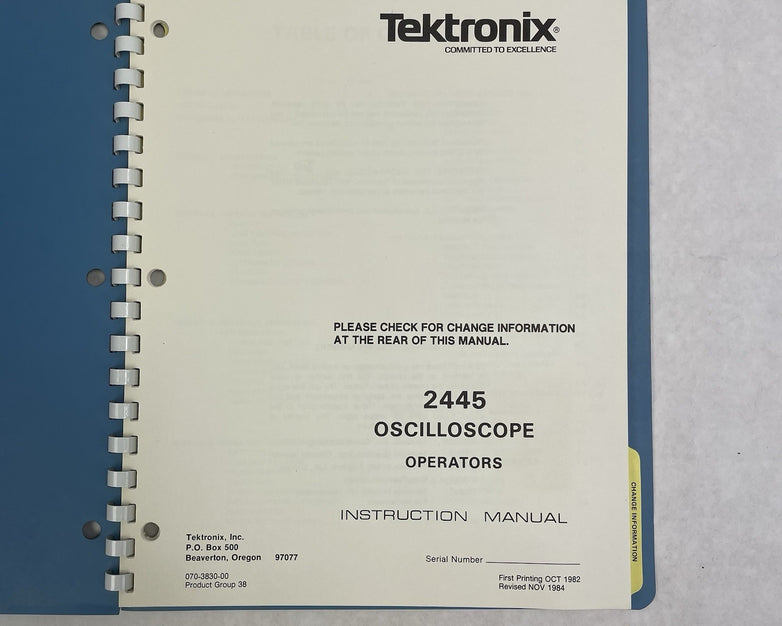 Tektronix®
COMMITTED TO EXCELLENCE
PLEASE CHECK FOR CHANGE INFORMATION
AT THE REAR OF THIS MANUAL.
2445
OSCILLOSCOPE
OPERATORS
INSTRUCTION MANUAL
Tektronix, Inc.
P.O. Box 500
Beaverton, Oregon 97077
Serial Number
070-3830-00
Product Group 38
First Printing OCT 1982
Revised NOV 1984
CHANGE INFORMATION